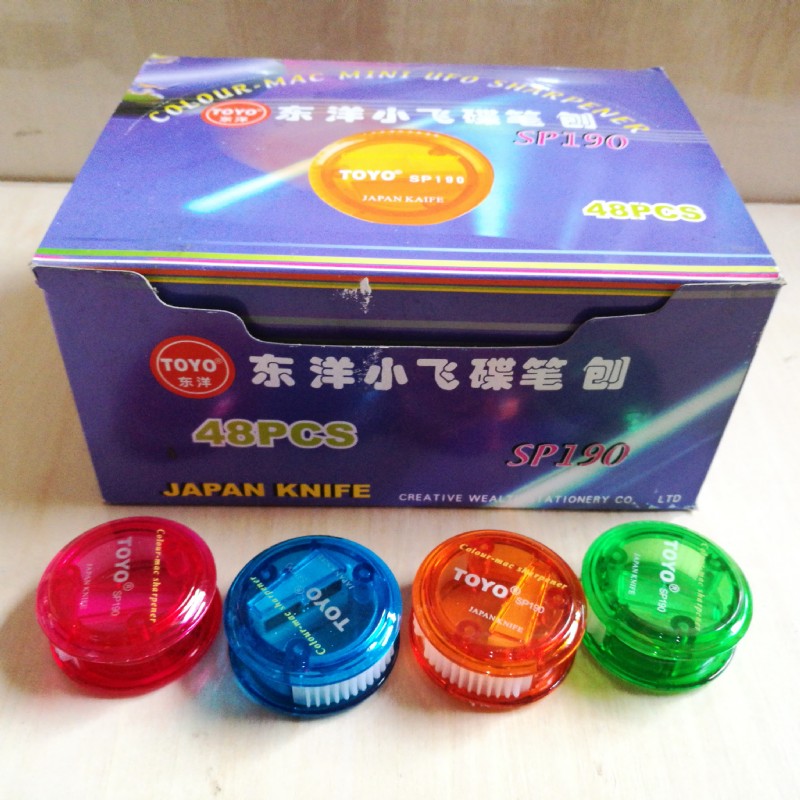 COLOUR-MAC MINI UFO SHARPENER
TOYO®
东洋
东洋小飞碟笔刨
SP190
TOYO® SP190
JAPAN KAIFE
48PCS
TOYO®
东洋
东洋小飞碟笔刨
48PCS
SP190
JAPAN KNIFE
CREATIVE WEALTH STATIONERY CO. LTD
Colour-mac sharpener
TOYO®
SP190
JAPAN KNIFE
Colour-mac sharpener
TOYO®
Colour-mac sharpener
TOYO®
SP190
JAPAN KNIFE
Colour-mac sharpener
TOYO®
SP190
JAPAN KNIFE